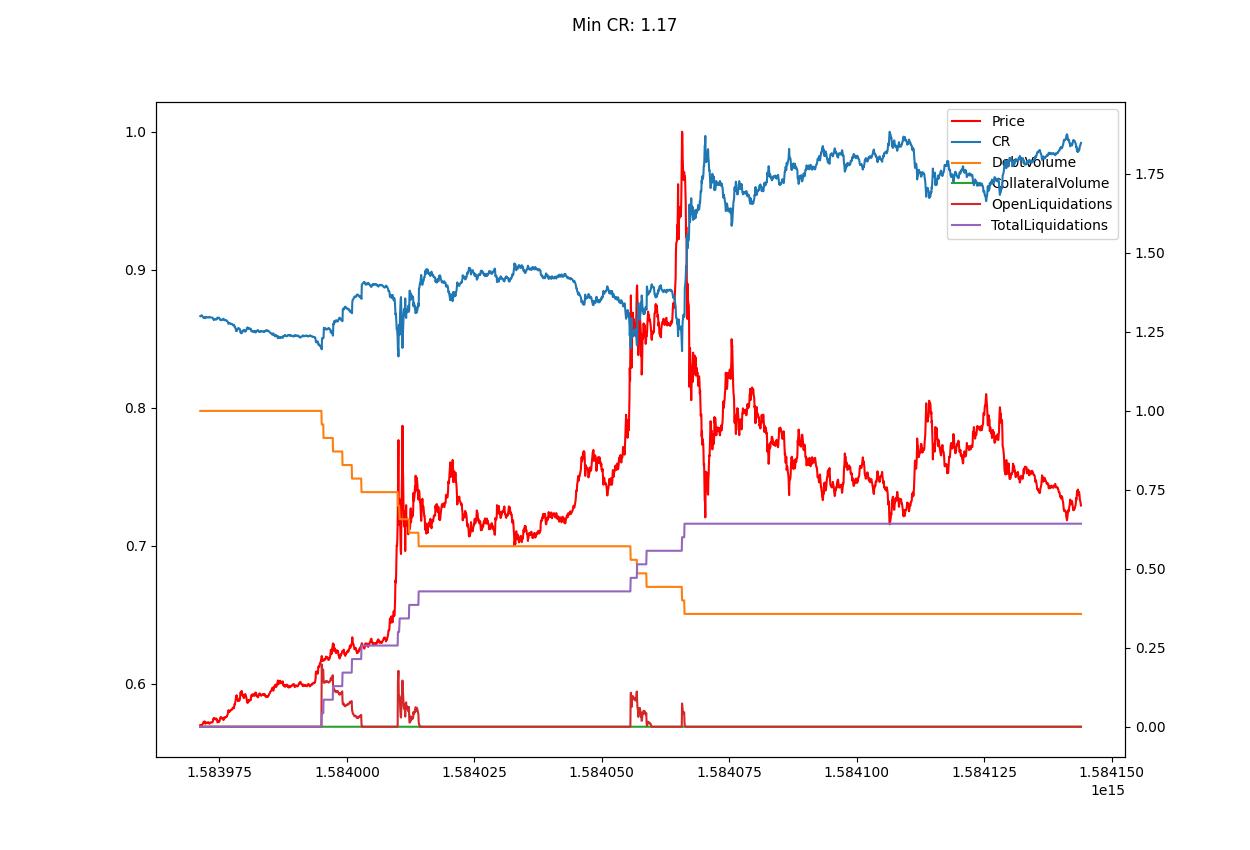 Min CR: 1.17
1.0
0.9
0.8
0.7
0.6
1.75
1.50
1.25
1.00
0.75
0.50
0.25
0.00
Price
CR
DebtVolume
CollateralVolume
OpenLiquidations
TotalLiquidations
1.583975
1.584000
1.584025
1.584050
1.584075
1.584100
1.584125
1.584150
1e15